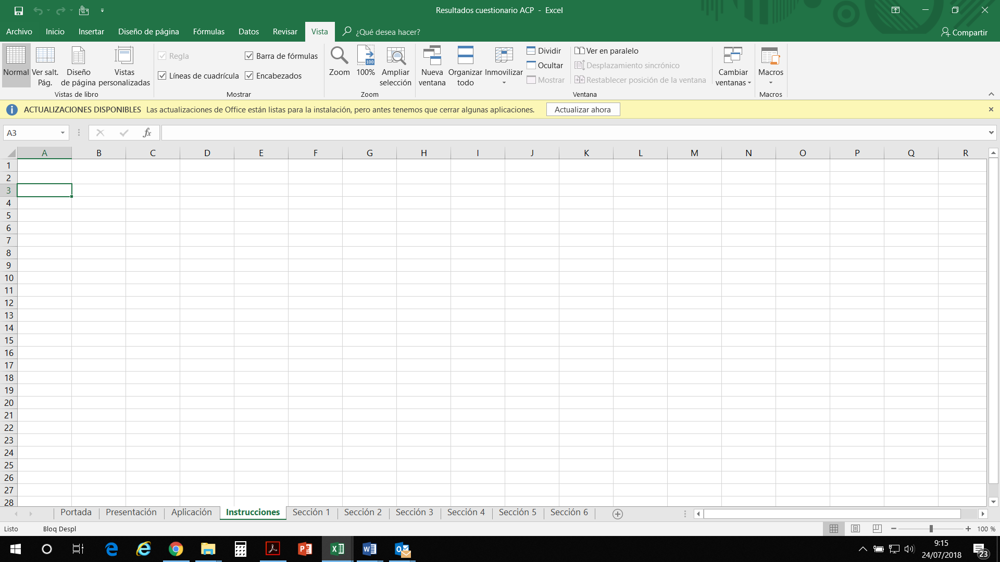 Resultados cuestionario ACP - Excel
Archivo Inicio Insertar Diseño de página Fórmulas Datos Revisar Vista ¿Qué desea hacer? Compartir
Normal Ver salt. Pág. Diseño de página Vistas personalizadas
Vistas de libro
Regla Barra de fórmulas
Líneas de cuadrícula Encabezados
Mostrar
Zoom 100% Ampliar selección
100
Zoom
Nueva ventana Organizar todo Inmovilizar
Dividir
Ocultar
Mostrar
Ver en paralelo
Desplazamiento sincrónico
Restablecer posición de la ventana
Cambiar ventanas
Ventana
Macros
Macros
ACTUALIZACIONES DISPONIBLES Las actualizaciones de Office están listas para la instalación, pero antes tenemos que cerrar algunas aplicaciones. Actualizar ahora
A3 fx
A B C D E F G H I J K L M N O P Q R
1
2
3
4
5
6
7
8
9
10
11
12
13
14
15
16
17
18
19
20
21
22
23
24
25
26
27
28
Portada Presentación Aplicación Instrucciones Sección 1 Sección 2 Sección 3 Sección 4 Sección 5 Sección 6
Listo Bloq Despl 100 %
9:15
24/07/2018
23